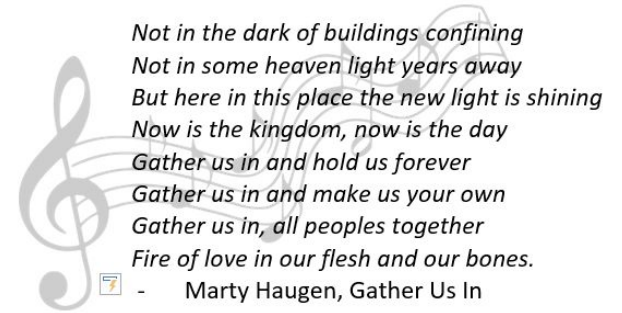 Not in the dark of buildings confining
Not in some heaven light years away
But here in this place the new light is shining
Now is the kingdom, now is the day
Gather us in and hold us forever
Gather us in and make us your own
Gather us in, all peoples together
Fire of love in our flesh and our bones.
- Marty Haugen, Gather Us In